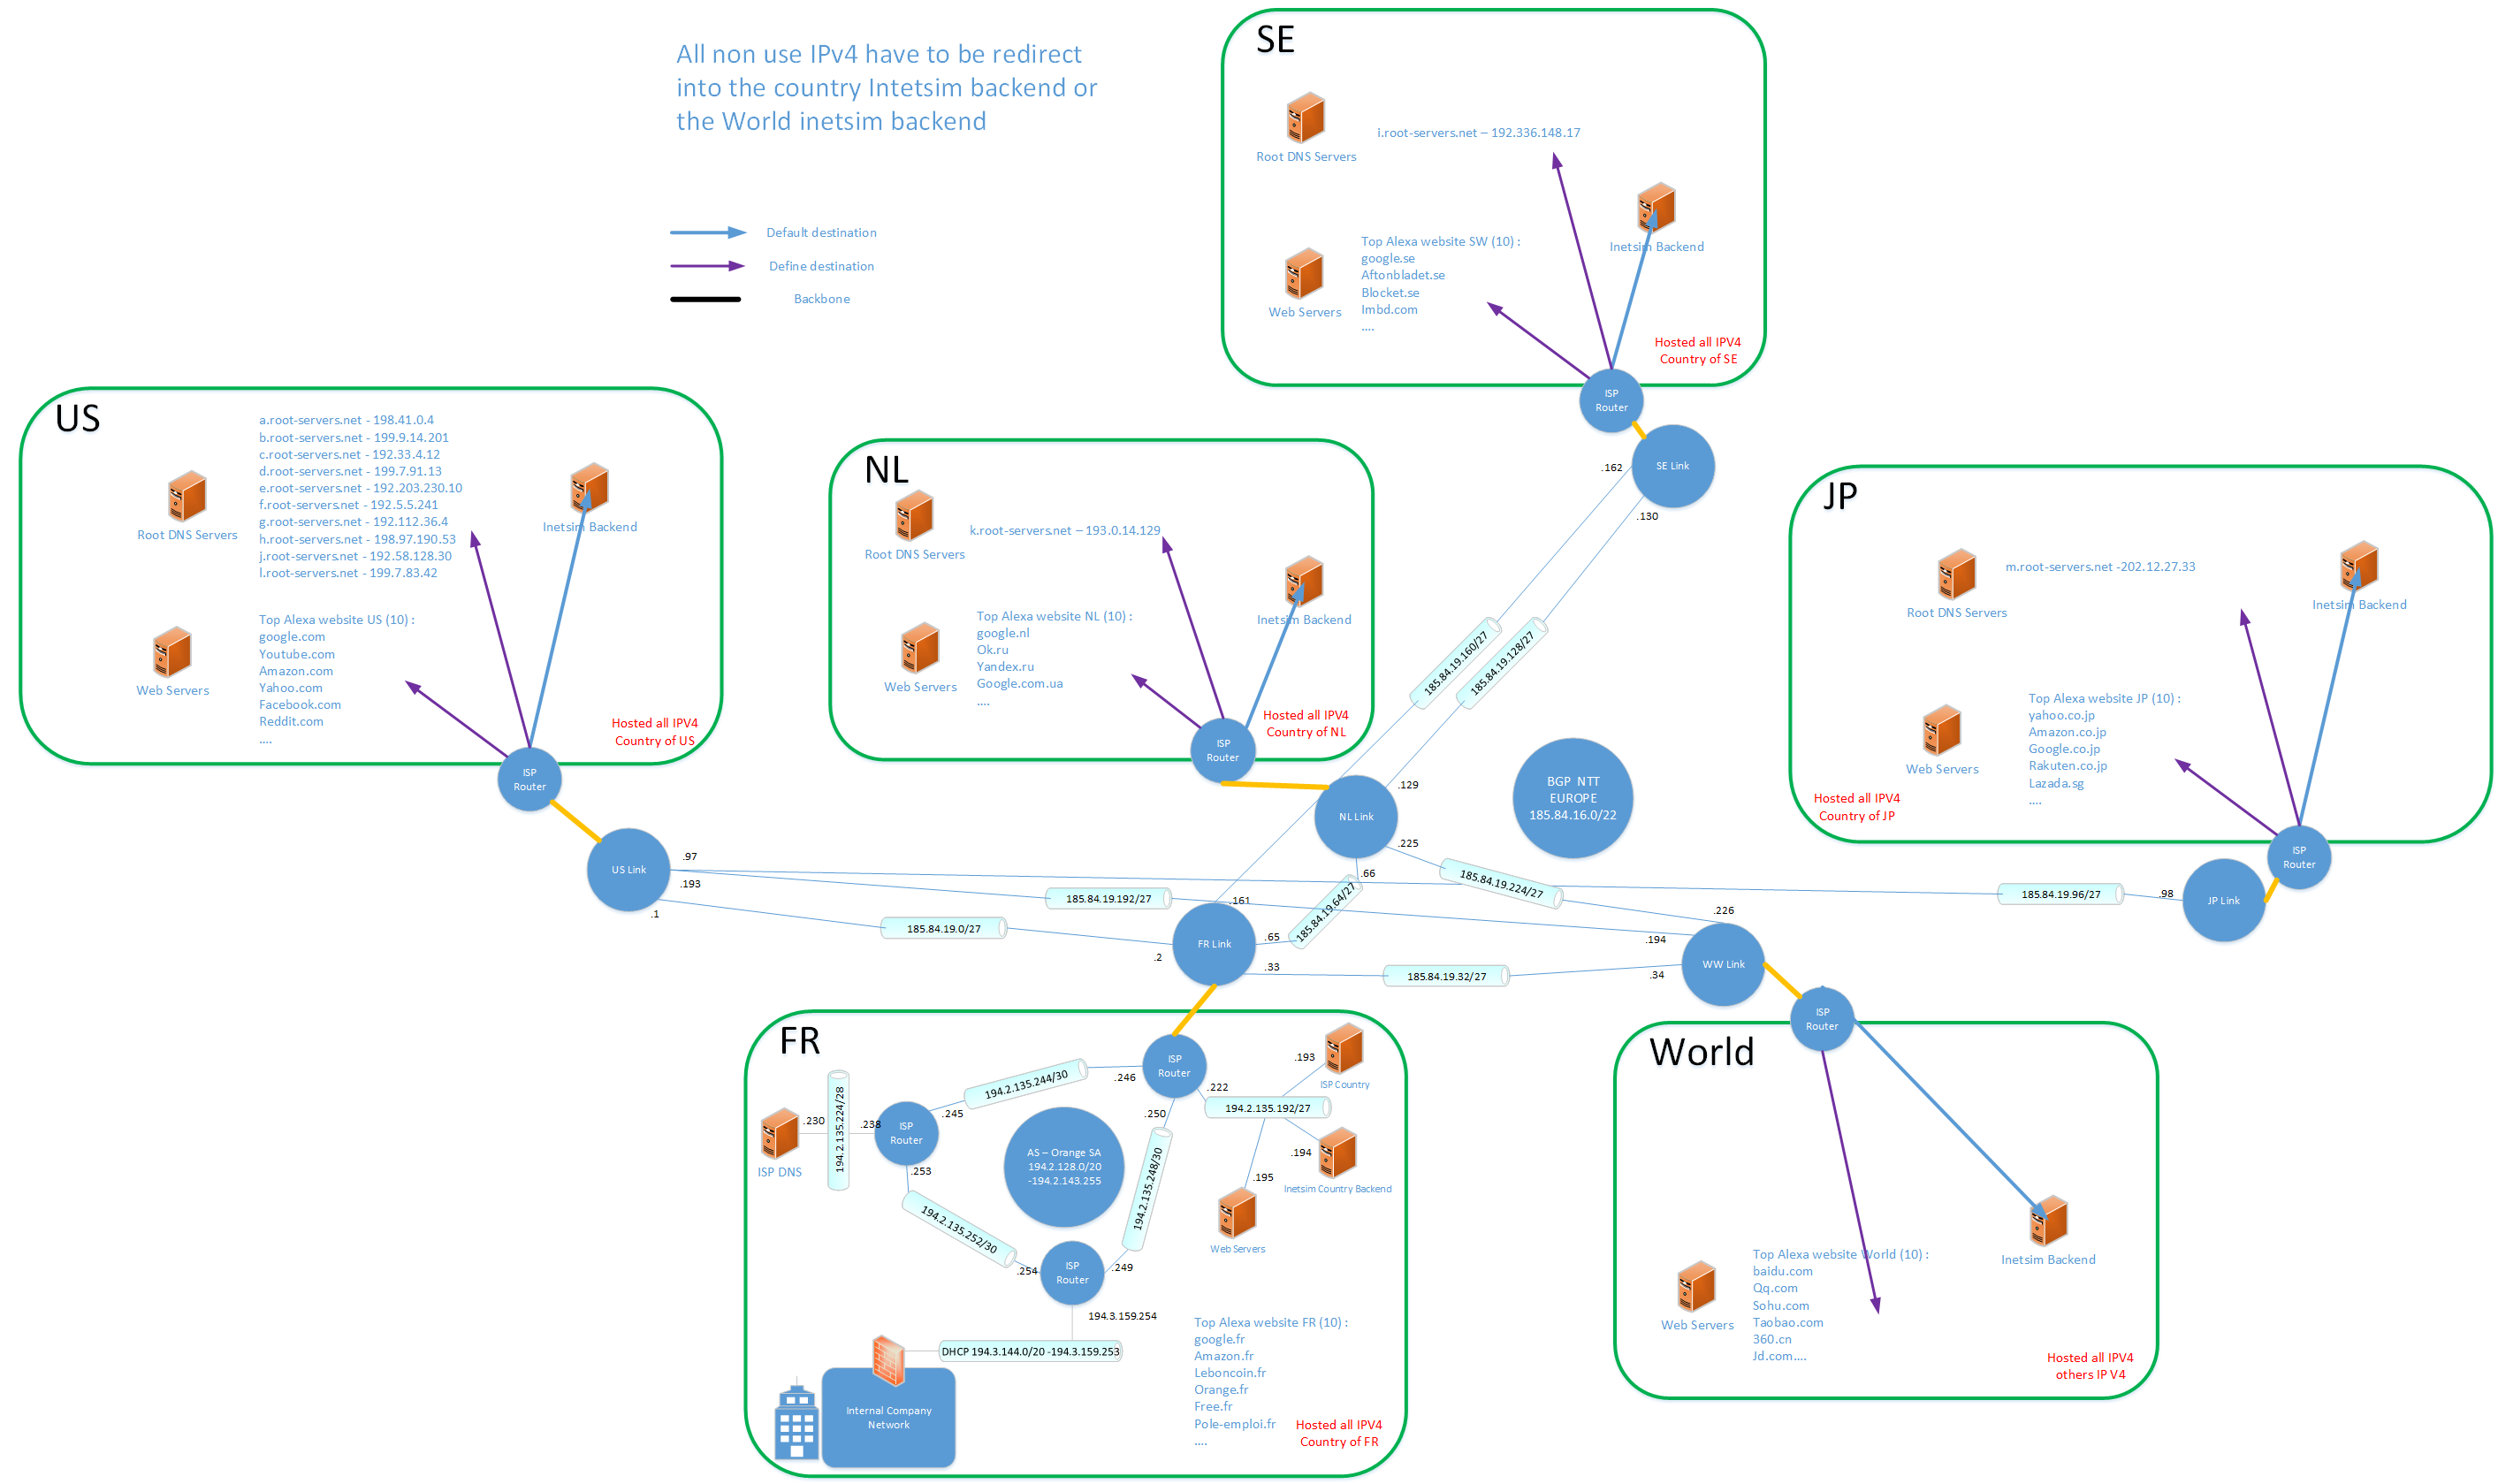 All non use IPv4 have to be redirect
into the country Intetsim backend or
the World inetsim backend
Default destination
Define destination
Backbone
SE
Root DNS Servers
i.root-servers.net – 192.336.148.17
Inetsim Backend
Web Servers
Top Alexa website SW (10) :
google.se
Aftonbladet.se
Blocket.se
Imbd.com
....
Hosted all IPV4
Country of SE
ISP
Router
SE Link
.162
.130
US
Root DNS Servers
a.root-servers.net - 198.41.0.4
b.root-servers.net - 199.9.14.201
c.root-servers.net - 192.33.4.12
d.root-servers.net - 199.7.91.13
e.root-servers.net - 192.203.230.10
f.root-servers.net - 192.5.5.241
g.root-servers.net - 192.112.36.4
h.root-servers.net - 198.97.190.53
j.root-servers.net - 192.58.128.30
l.root-servers.net - 199.7.83.42
Inetsim Backend
Web Servers
Top Alexa website US (10) :
google.com
Youtube.com
Amazon.com
Yahoo.com
Facebook.com
Reddit.com
....
Hosted all IPV4
Country of US
ISP
Router
US Link
.97
.193
.1
NL
Root DNS Servers
k.root-servers.net – 193.0.14.129
Inetsim Backend
Web Servers
Top Alexa website NL (10) :
google.nl
Ok.ru
Yandex.ru
Google.com.ua
....
Hosted all IPV4
Country of NL
ISP
Router
NL Link
.129
.225
.66
185.84.19.160/27
185.84.19.128/27
BGP NTT
EUROPE
185.84.16.0/22
JP
Root DNS Servers
m.root-servers.net -202.12.27.33
Inetsim Backend
Web Servers
Top Alexa website JP (10) :
yahoo.co.jp
Amazon.co.jp
Google.co.jp
Rakuten.co.jp
Lazada.sg
....
Hosted all IPV4
Country of JP
ISP
Router
JP Link
.98
185.84.19.96/27
185.84.19.224/27
185.84.19.192/27
185.84.19.64/27
185.84.19.0/27
185.84.19.32/27
FR Link
.161
.65
.33
.2
WW Link
.226
.194
.34
FR
ISP
Router
.246
.222
.250
194.2.135.244/30
194.2.135.224/28
.230
.238
ISP DNS
ISP
Router
.245
.253
AS – Orange SA
194.2.128.0/20
-194.2.143.255
194.2.135.248/30
194.2.135.252/30
194.2.135.192/27
.193
ISP Country
.194
Inetsim Country Backend
.195
Web Servers
ISP
Router
.254
.249
194.3.159.254
DHCP 194.3.144.0/20 -194.3.159.253
Internal Company
Network
Top Alexa website FR (10) :
google.fr
Amazon.fr
Leboncoin.fr
Orange.fr
Free.fr
Pole-emploi.fr
....
Hosted all IPV4
Country of FR
World
ISP
Router
Inetsim Backend
Web Servers
Top Alexa website World (10) :
baidu.com
Qq.com
Sohu.com
Taobao.com
360.cn
Jd.com....
Hosted all IPV4
others IP V4